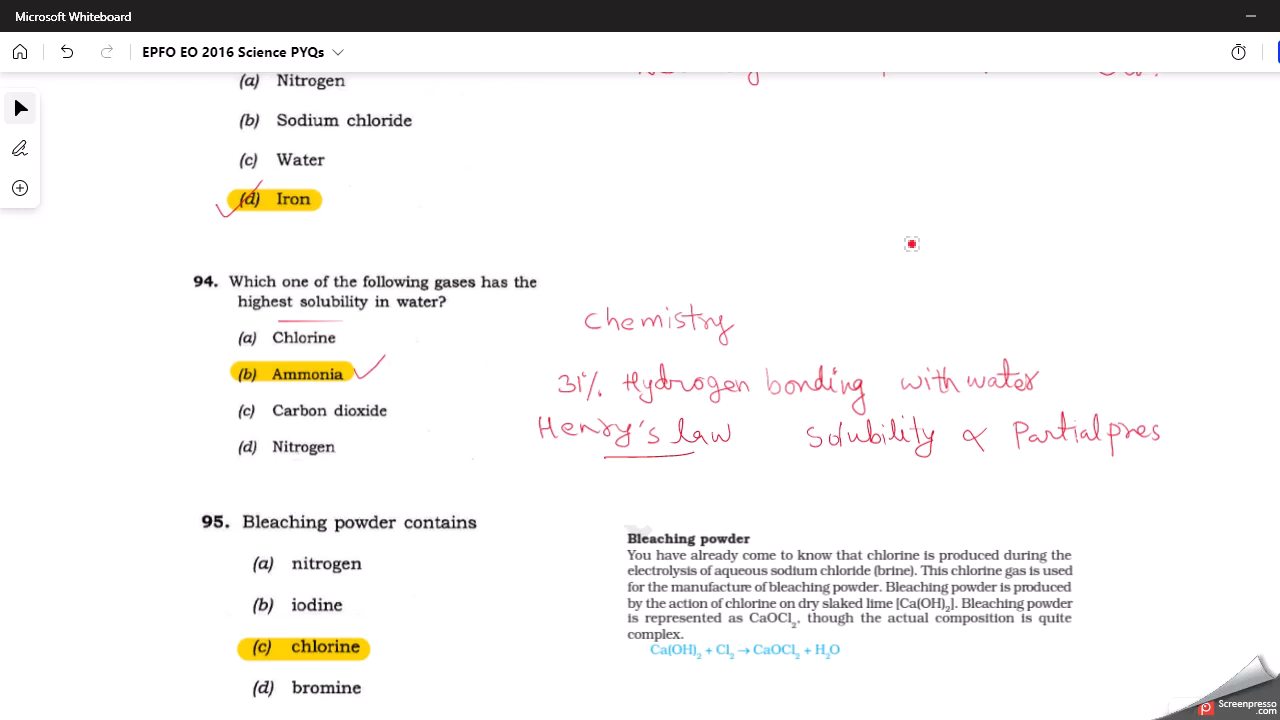 Microsoft Whiteboard
EPFO EO 2016 Science PYQs
(a) Nitrogen
(b) Sodium chloride
(c) Water
(d) Iron
94. Which one of the following gases has the
highest solubility in water?
(a) Chlorine
(b) Ammonia
(c) Carbon dioxide
(d) Nitrogen
Chemistry
31% Hydrogen bonding with water
Henry's law Solubility ∝ Partial pres
95. Bleaching powder contains
(a) nitrogen
(b) iodine
(c) chlorine
(d) bromine
Bleaching powder
You have already come to know that chlorine is produced during the
electrolysis of aqueous sodium chloride (brine). This chlorine gas is used
for the manufacture of bleaching powder. Bleaching powder is produced
by the action of chlorine on dry slaked lime [Ca(OH)₂]. Bleaching powder
is represented as CaOCl₂, though the actual composition is quite
complex.
Ca(OH)₂ + Cl₂ → CaOCl₂ + H₂O
Screenpresso
.com